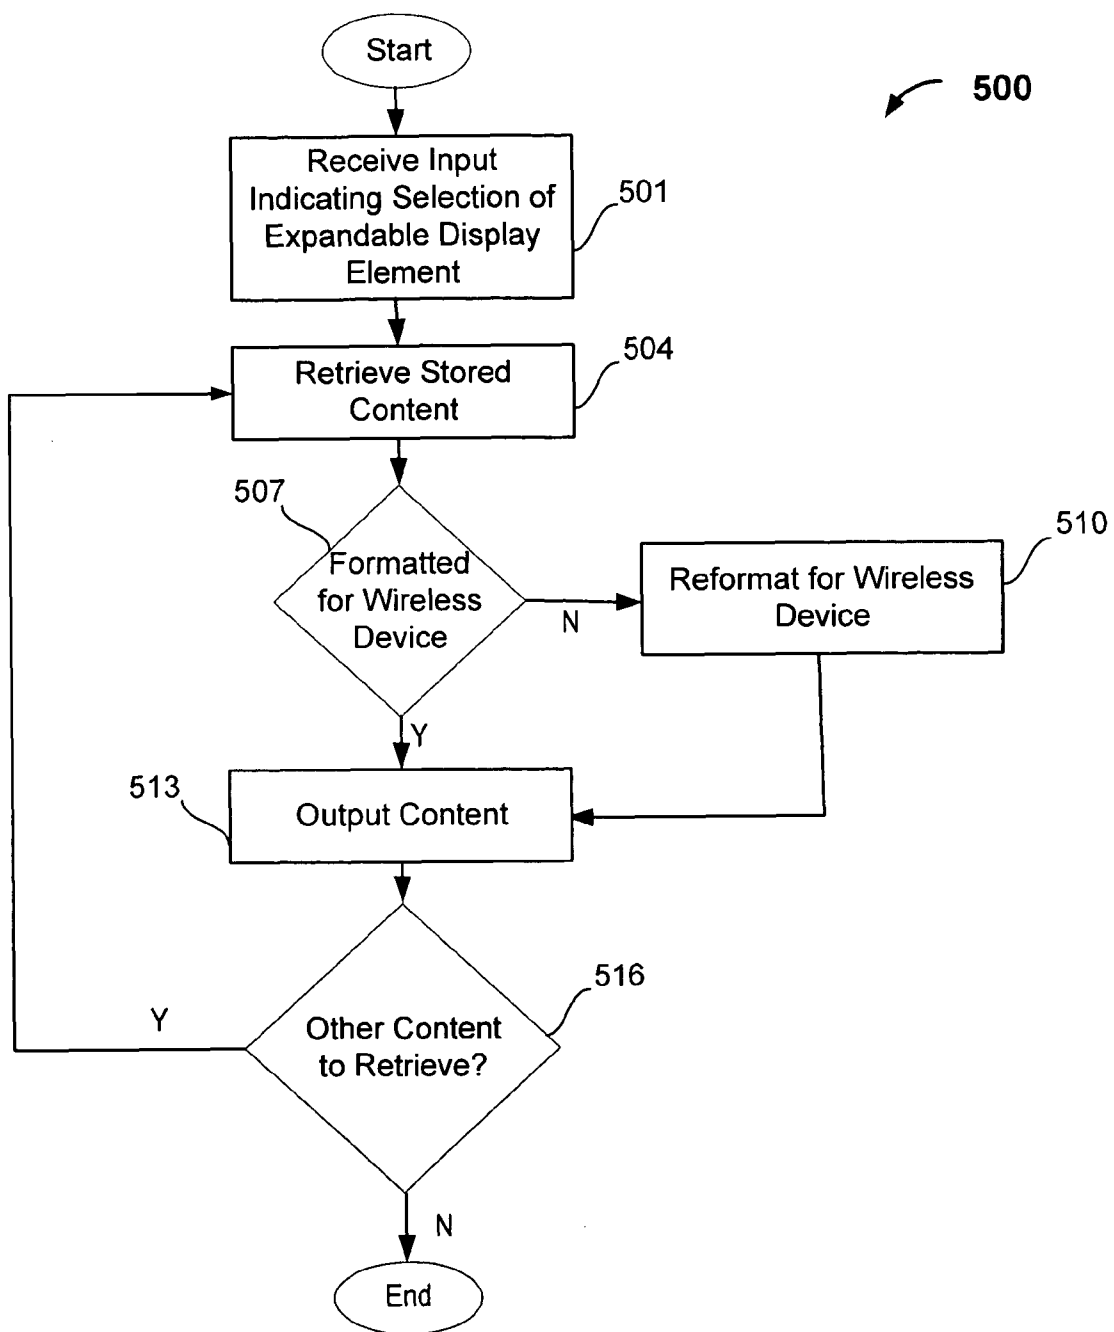 Start
500
Receive Input
Indicating Selection of
Expandable Display
Element
501
Retrieve Stored
Content
504
507
Formatted
for Wireless
Device
N
Reformat for Wireless
Device
510
Y
513
Output Content
516
Y
Other Content
to Retrieve?
N
End